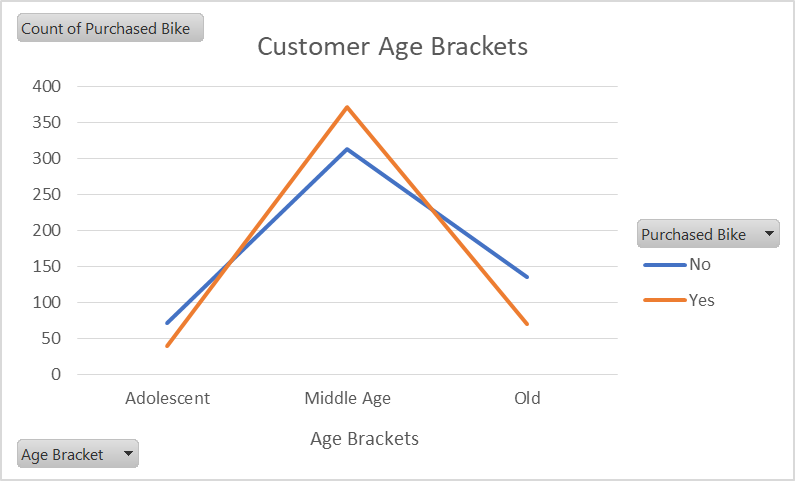 Count of Purchased Bike
Customer Age Brackets
400
350
300
250
200
150
100
50
0
Adolescent
Middle Age
Old
Age Brackets
Purchased Bike
No
Yes
Age Bracket